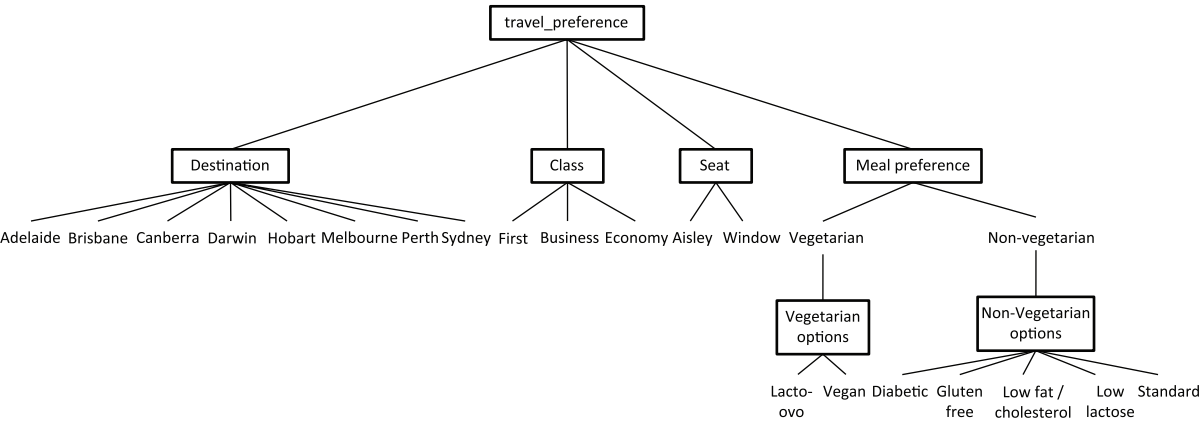 travel_preference
Destination
Class
Seat
Meal preference
Adelaide
Brisbane
Canberra
Darwin
Hobart
Melbourne
Perth
Sydney
First
Business
Economy
Aisley
Window
Vegetarian
Non-vegetarian
Vegetarian
options
Non-Vegetarian
options
Lacto-
ovo
Vegan
Diabetic
Gluten
free
Low fat /
cholesterol
Low
lactose
Standard